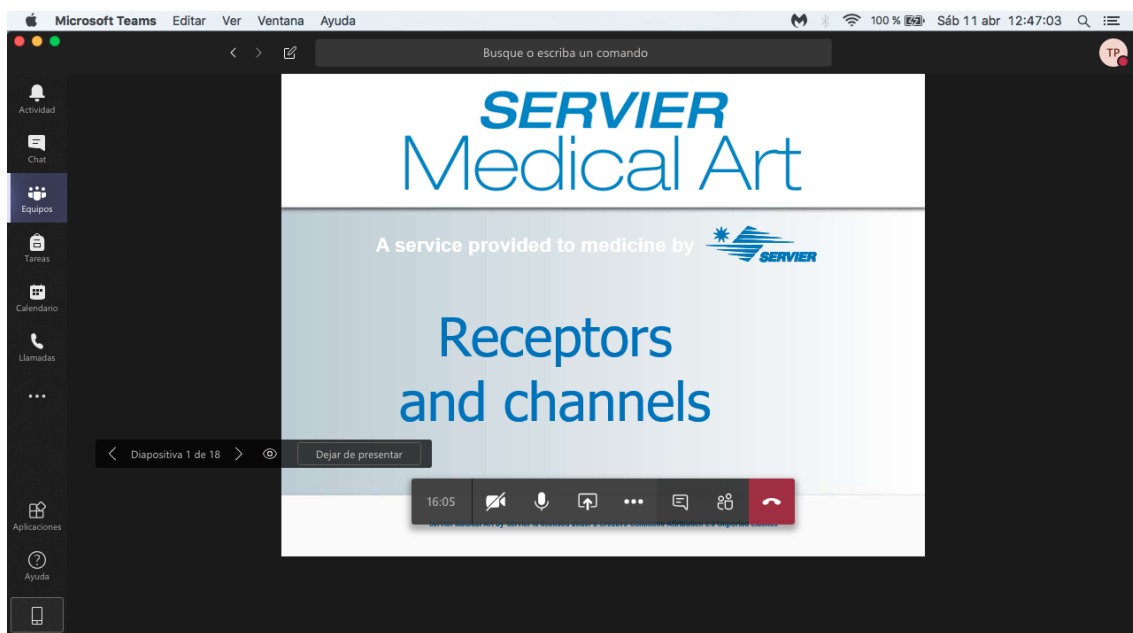 Microsoft Teams Editar Ver Ventana Ayuda
100 % Sáb 11 abr 12:47:03
Busque o escriba un comando
TP
Actividad
Chat
Equipos
Tareas
Calendario
Llamadas
Aplicaciones
Ayuda
SERVIER
Medical Art
A service provided to medicine by
SERVIER
Receptors
and channels
Diapositiva 1 de 18
Dejar de presentar
16:05